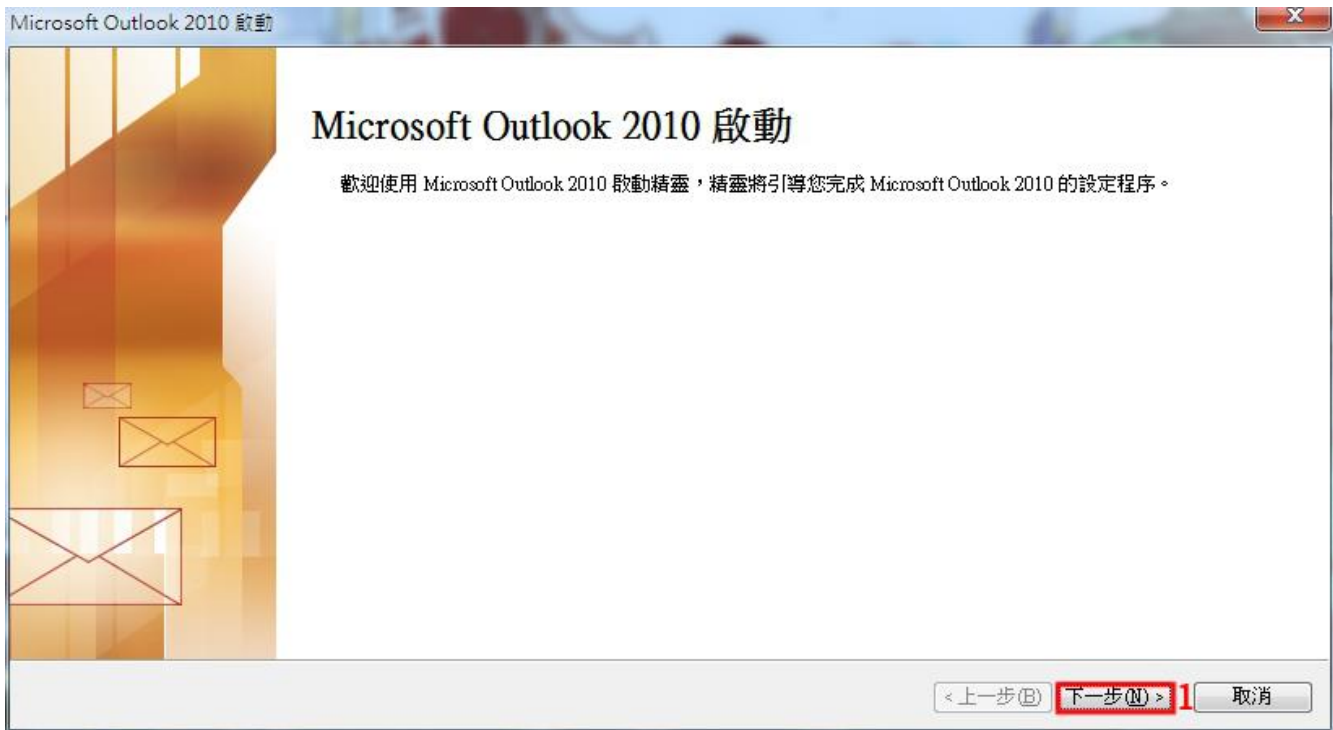 Microsoft Outlook 2010 啟動
Microsoft Outlook 2010 啟動
歡迎使用 Microsoft Outlook 2010 啟動精靈，精靈將引導您完成 Microsoft Outlook 2010 的設定程序。
<上一步(B) 下一步(N) > 1 取消